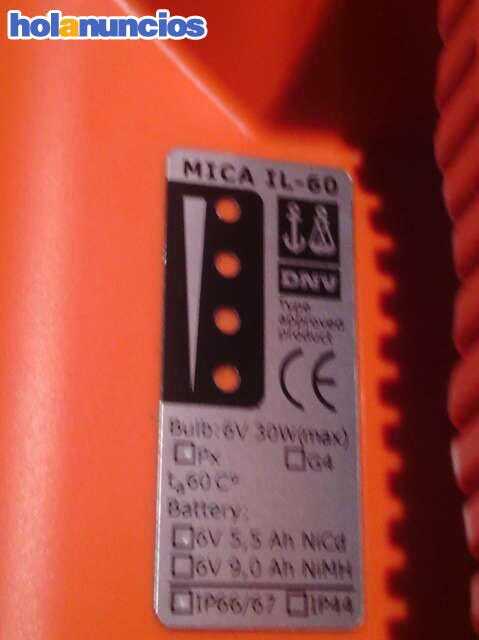 holanuncios
MICA IL-60
DNV
Type
approved
product
CE
Bulb: 6V 30W(max)
Px G4
ta60C°
Battery:
6V 5,5 Ah NiCd
6V 9,0 Ah NiMH
IP66/67 IP44